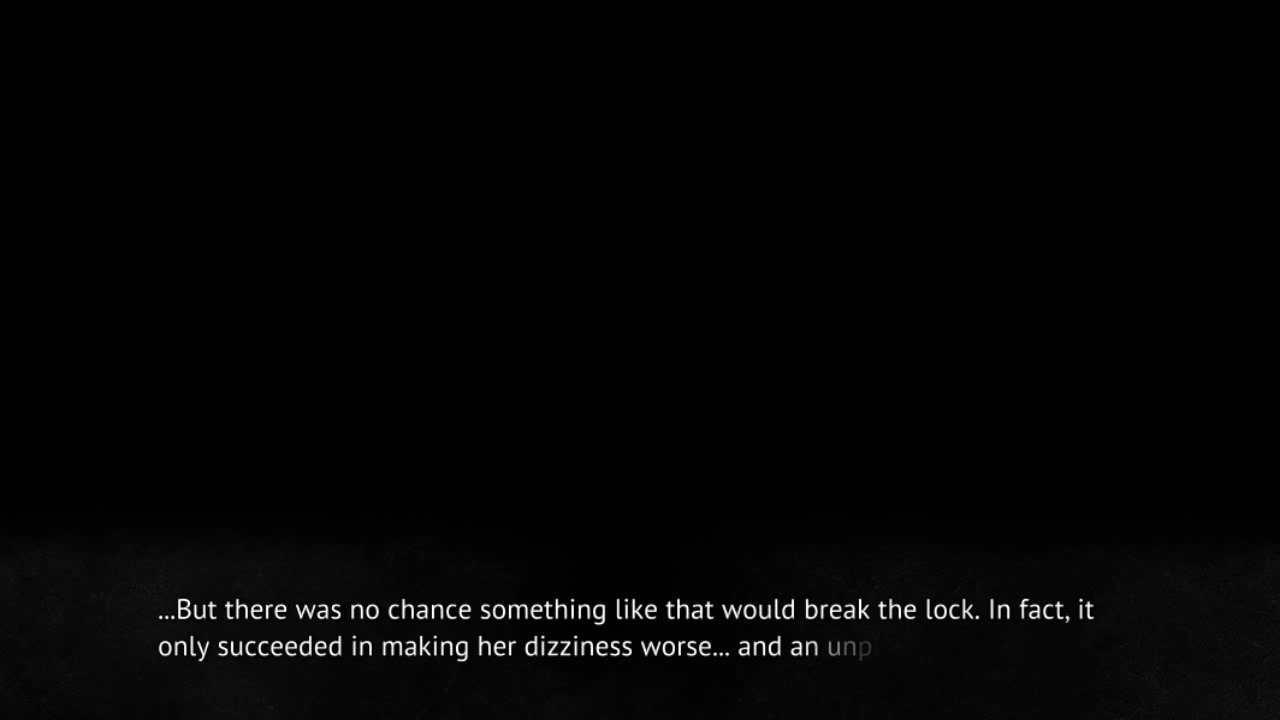 ...But there was no chance something like that would break the lock. In fact, it
only succeeded in making her dizziness worse... and an unp